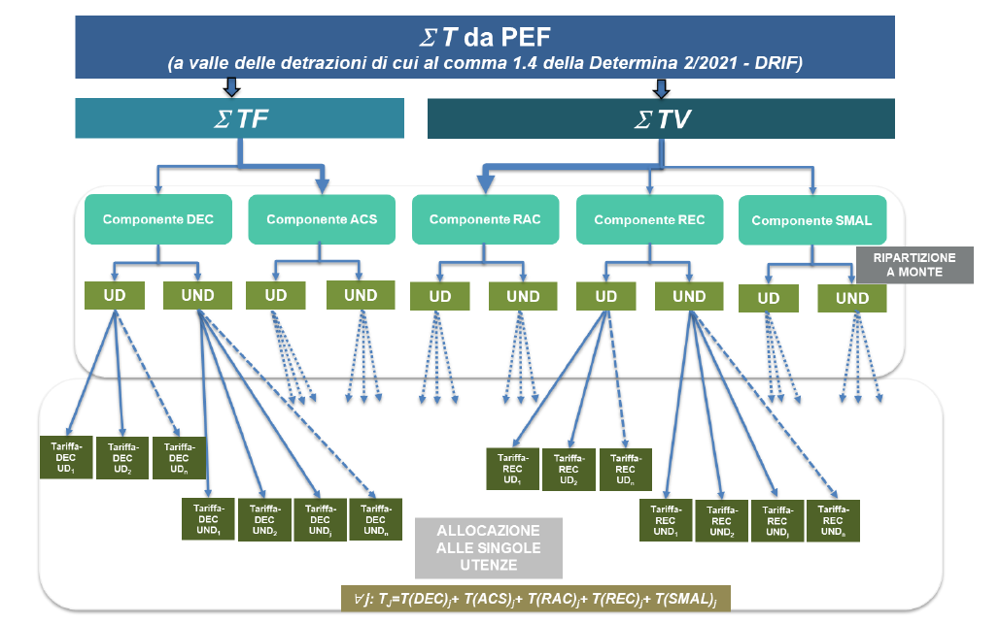 Σ T da PEF
(a valle delle detrazioni di cui al comma 1.4 della Determina 2/2021 - DRIF)
Σ TF
Σ TV
Componente DEC
Componente ACS
Componente RAC
Componente REC
Componente SMAL
RIPARTIZIONE
A MONTE
UD
UND
UD
UND
UD
UND
UD
UND
UD
UND
Tariffa-
DEC
UD1
Tariffa-
DEC
UD2
Tariffa-
DEC
UDn
Tariffa-
REC
UD1
Tariffa-
REC
UD2
Tariffa-
REC
UDn
Tariffa-
DEC
UND1
Tariffa-
DEC
UND2
Tariffa-
DEC
UNDj
Tariffa-
DEC
UNDn
Tariffa-
REC
UND1
Tariffa-
REC
UND2
Tariffa-
REC
UNDj
Tariffa-
REC
UNDn
ALLOCAZIONE
ALLE SINGOLE
UTENZE
∀ j: TJ=T(DEC)j+ T(ACS)j+ T(RAC)j+ T(REC)j+ T(SMAL)j